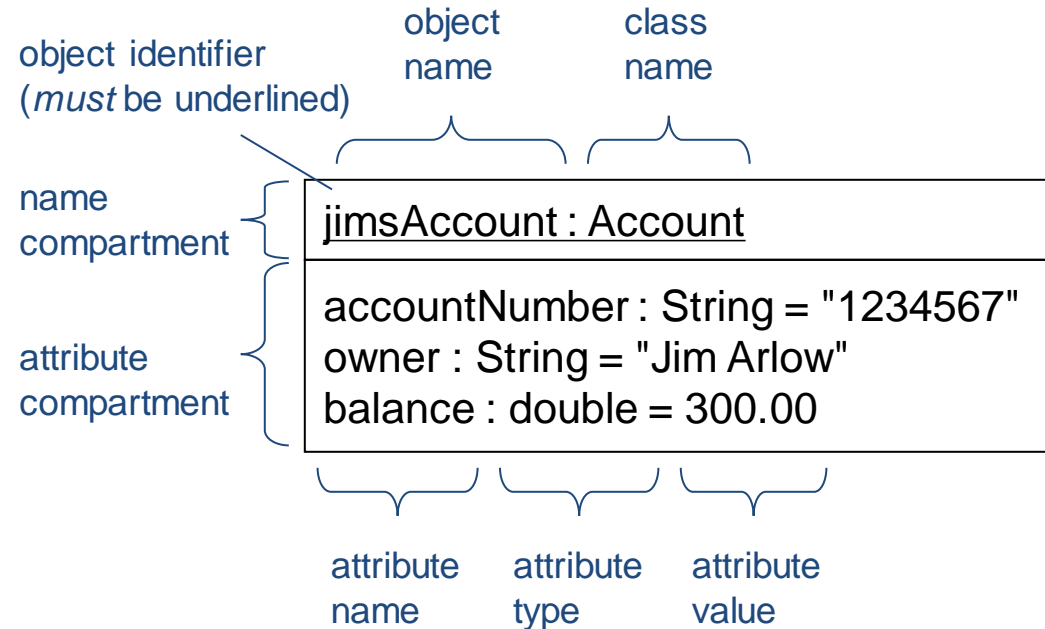 object
name
class
name
object identifier
(must be underlined)
name
compartment
jimsAccount : Account
attribute
compartment
accountNumber : String = "1234567"
owner : String = "Jim Arlow"
balance : double = 300.00
attribute
name
attribute
type
attribute
value